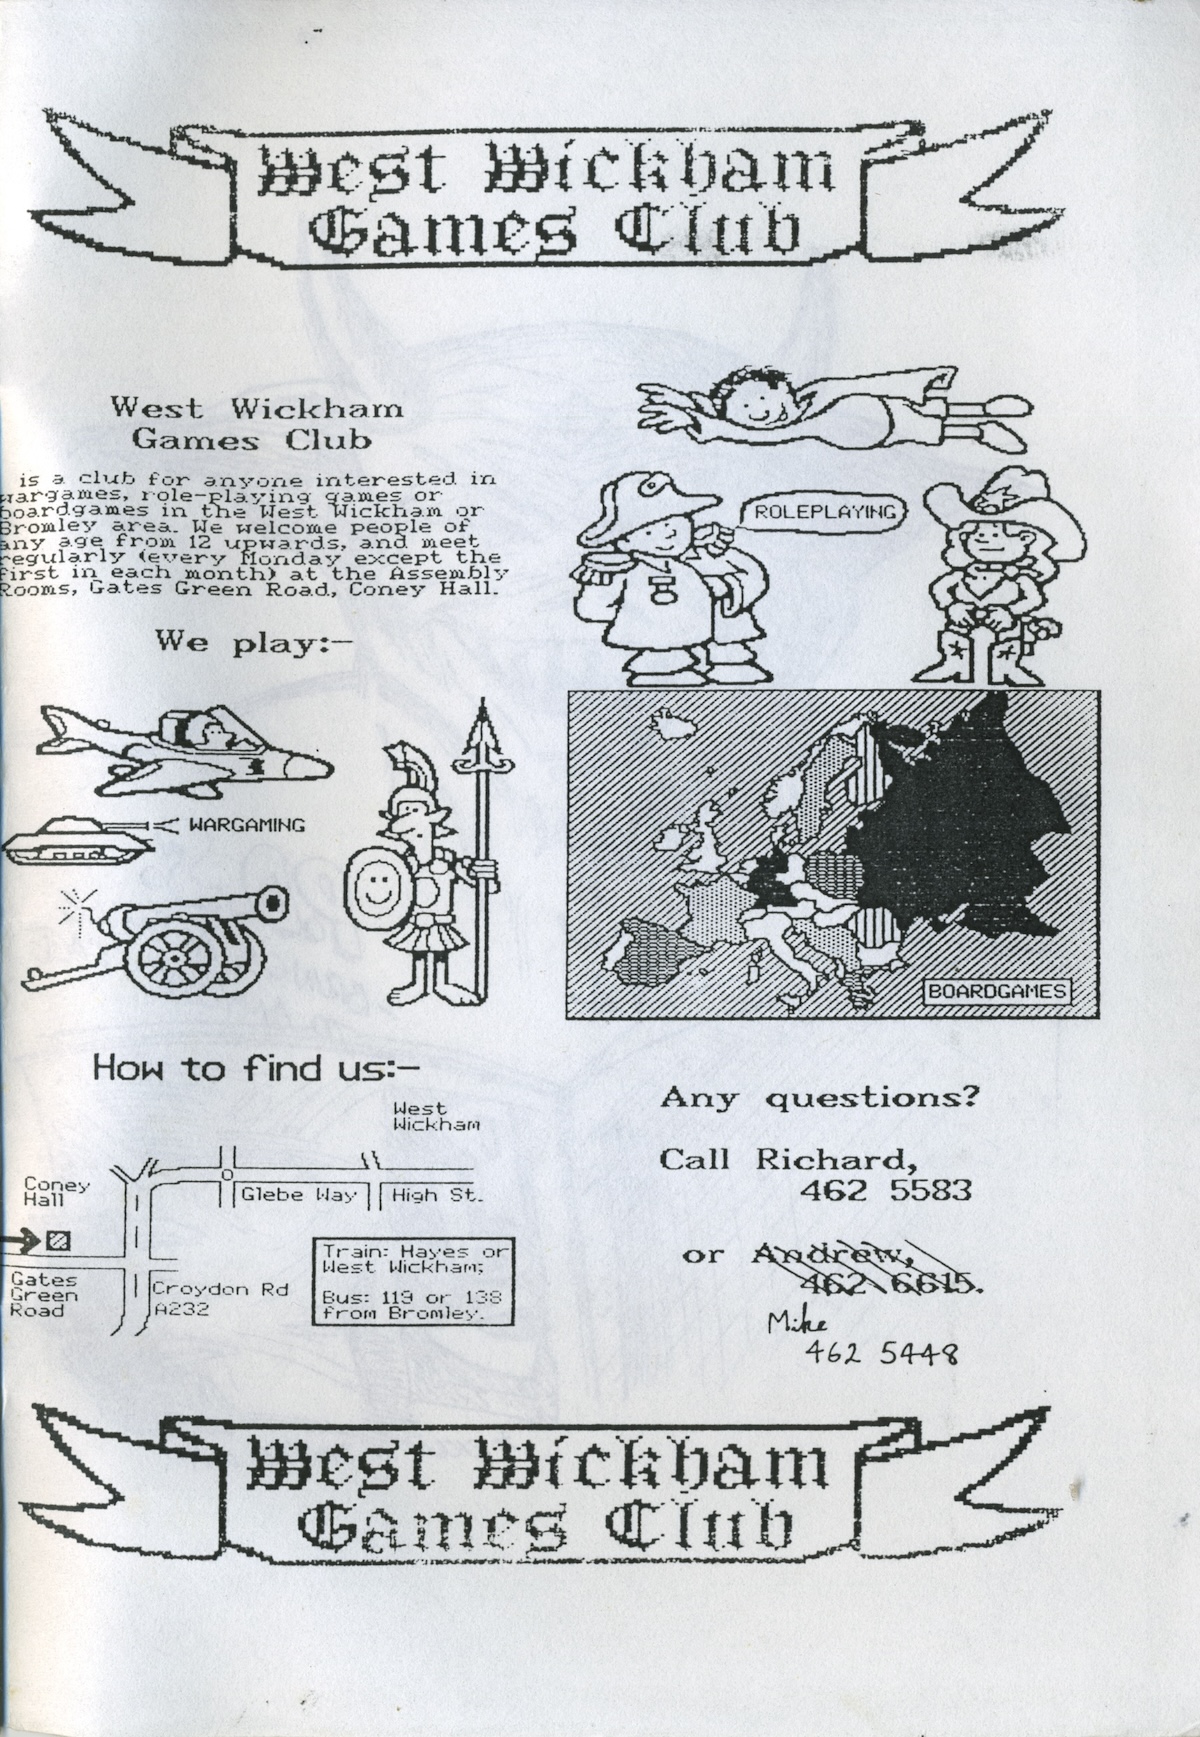 West Wickham
Games Club
West Wickham
Games Club
is a club for anyone interested in
wargames, role-playing games or
boardgames in the West Wickham or
Bromley area. We welcome people of
any age from 12 upwards, and meet
regularly (every Monday except the
first in each month) at the Assembly
Rooms, Gates Green Road, Coney Hall.
We play:-
WARGAMING
ROLEPLAYING
BOARDGAMES
How to find us:-
West
Wickham
Coney
Hall
Glebe Way
High St.
Gates
Green
Road
Croydon Rd
A232
Train: Hayes or
West Wickham;
Bus: 119 or 138
from Bromley.
Any questions?
Call Richard,
462 5583
or Andrew,
462 6615.
Mike
462 5448
West Wickham
Games Club